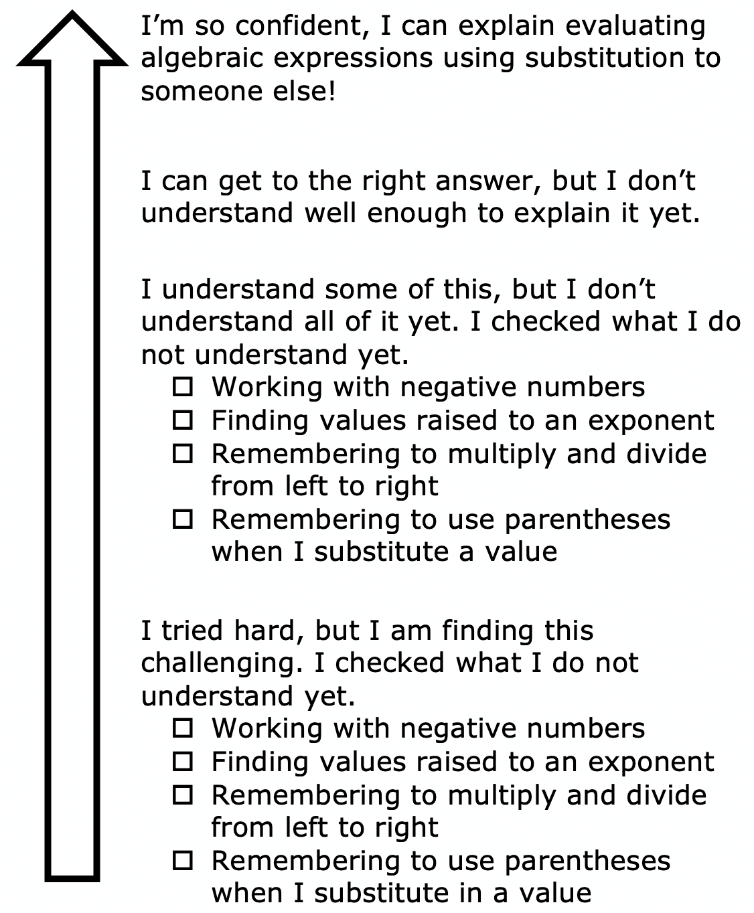 I’m so confident, I can explain evaluating
algebraic expressions using substitution to
someone else!
I can get to the right answer, but I don’t
understand well enough to explain it yet.
I understand some of this, but I don’t
understand all of it yet. I checked what I do
not understand yet.
☐ Working with negative numbers
☐ Finding values raised to an exponent
☐ Remembering to multiply and divide
from left to right
☐ Remembering to use parentheses
when I substitute a value
I tried hard, but I am finding this
challenging. I checked what I do not
understand yet.
☐ Working with negative numbers
☐ Finding values raised to an exponent
☐ Remembering to multiply and divide
from left to right
☐ Remembering to use parentheses
when I substitute in a value